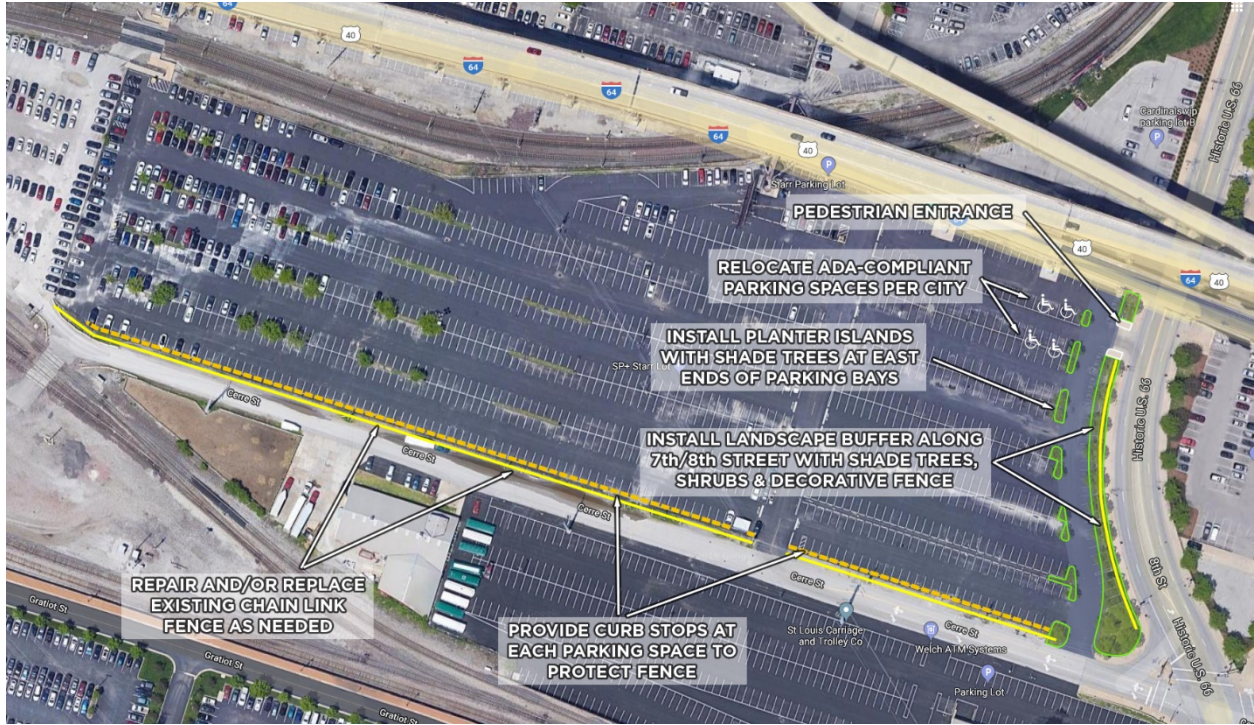 40
64
64
64
40
Cardinals vip
parking lot B
Historic U.S. 66
Starr Parking Lot
PEDESTRIAN ENTRANCE
40
64
40
RELOCATE ADA-COMPLIANT
PARKING SPACES PER CITY
INSTALL PLANTER ISLANDS
WITH SHADE TREES AT EAST
ENDS OF PARKING BAYS
SP+ Starr Lot
Historic U.S. 66
Cerre St
INSTALL LANDSCAPE BUFFER ALONG
7th/8th STREET WITH SHADE TREES,
SHRUBS & DECORATIVE FENCE
Cerre St
Cerre St
8th St
REPAIR AND/OR REPLACE
EXISTING CHAIN LINK
FENCE AS NEEDED
Cerre St
Gratiot St
PROVIDE CURB STOPS AT
EACH PARKING SPACE TO
PROTECT FENCE
St Louis Carriage
and Trolley Co
Cerre St
Welch ATM Systems
Historic U.S. 66
Gratiot St
Parking Lot